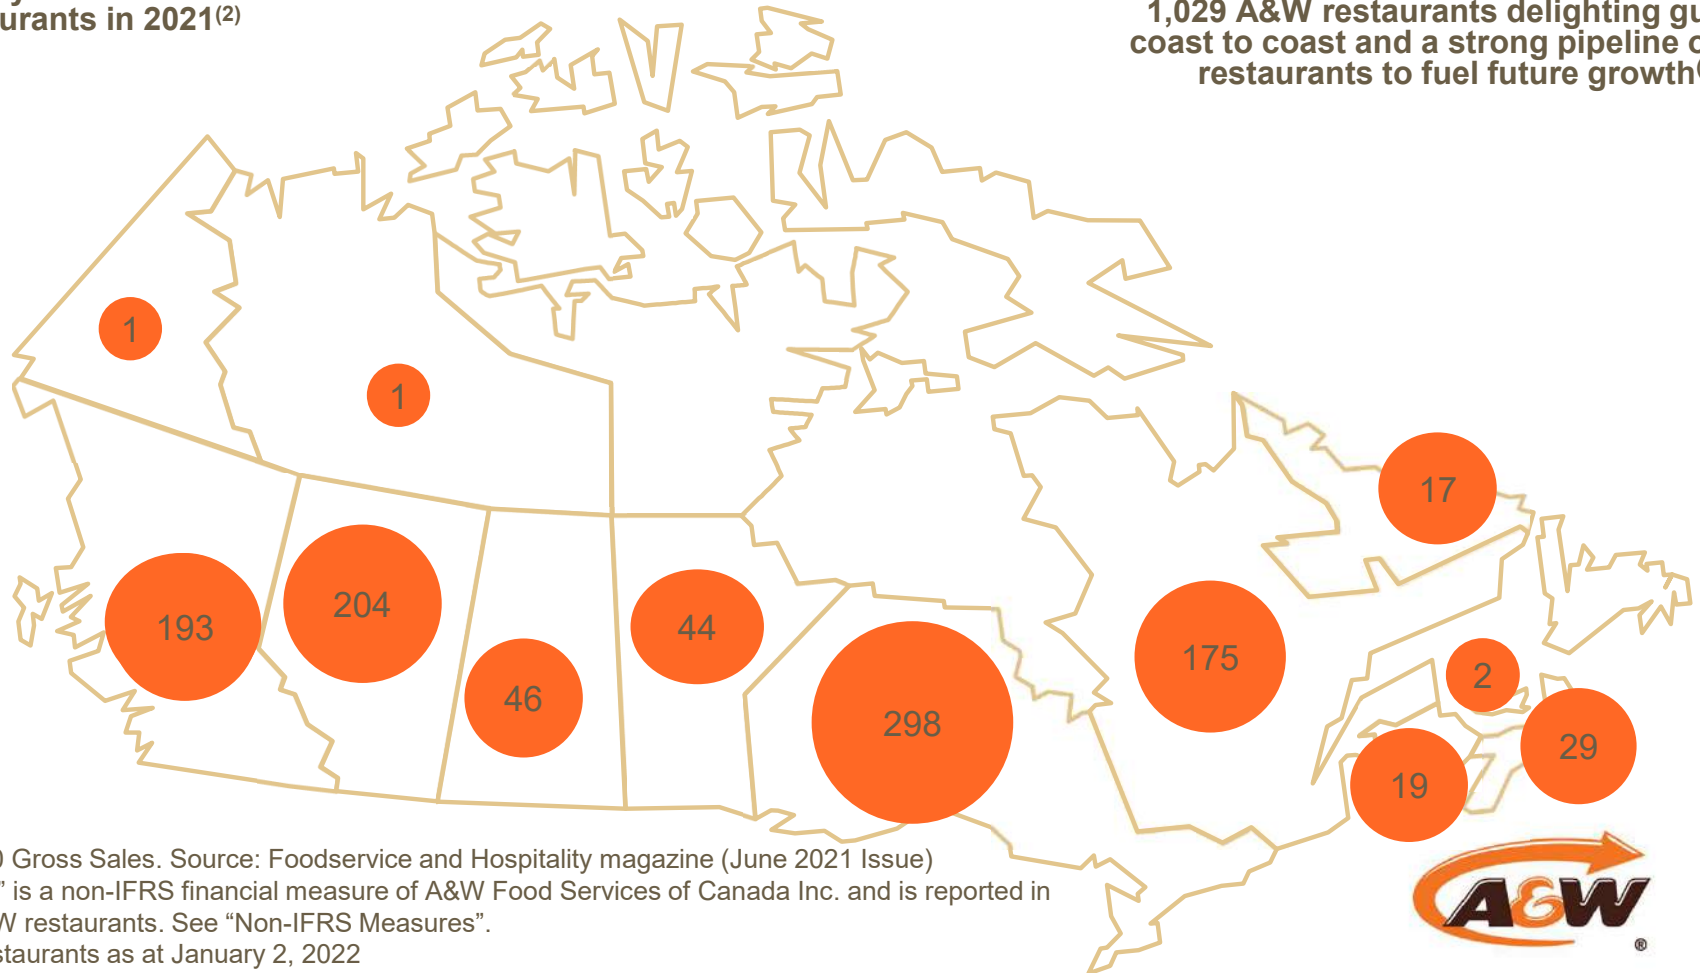 urants in 2021(2)
1,029 A&W restaurants delighting gu
coast to coast and a strong pipeline o
restaurants to fuel future growth
1
1
17
193
204
46
44
298
175
2
29
19
0 Gross Sales. Source: Foodservice and Hospitality magazine (June 2021 Issue)
” is a non-IFRS financial measure of A&W Food Services of Canada Inc. and is reported in
W restaurants. See “Non-IFRS Measures”.
staurants as at January 2, 2022
A&W
®